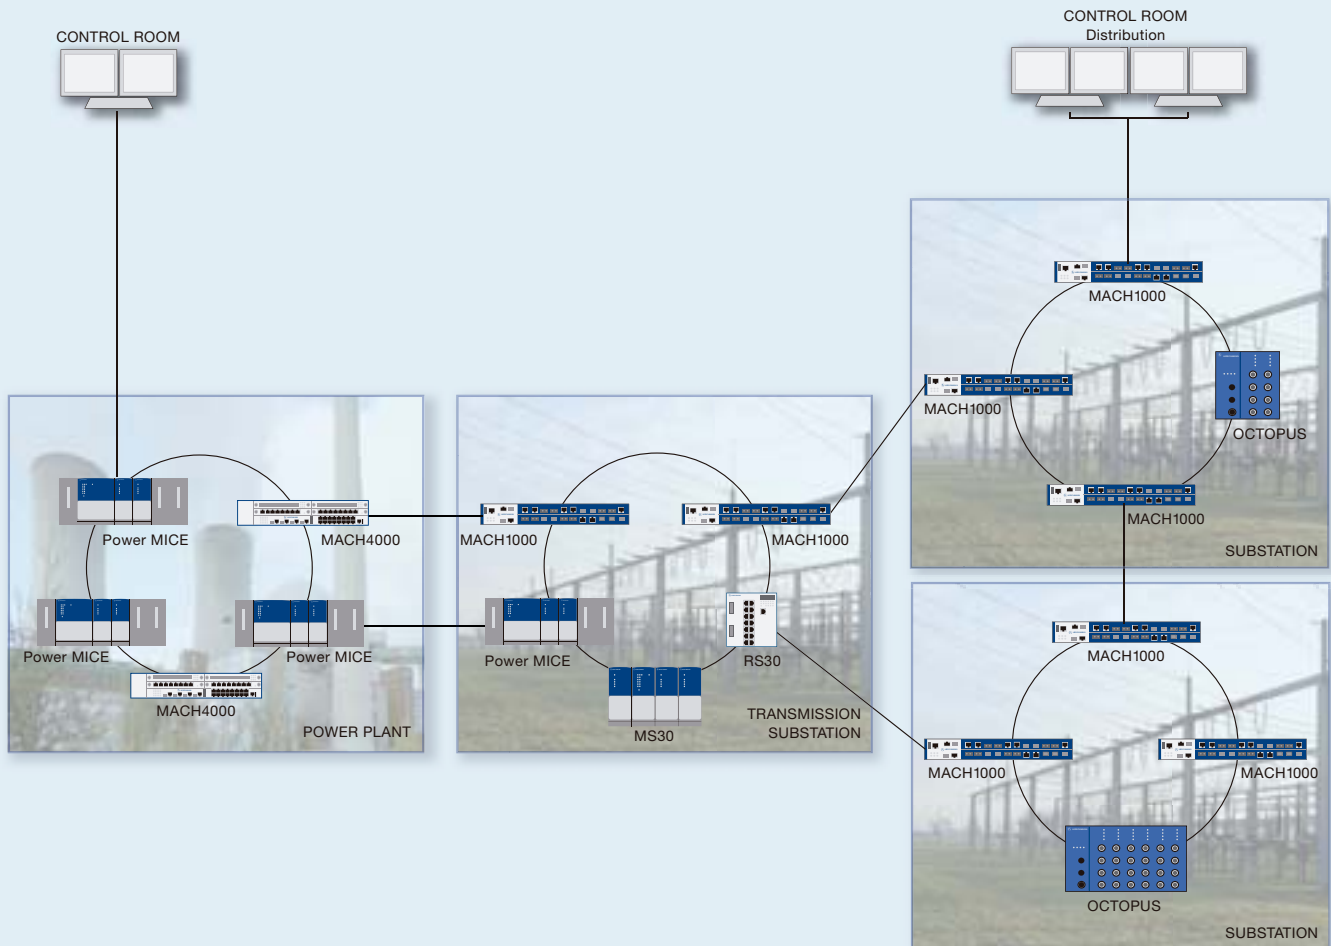 CONTROL ROOM
CONTROL ROOM
Distribution
MACH1000
MACH1000
OCTOPUS
MACH1000
SUBSTATION
Power MICE
MACH4000
Power MICE
Power MICE
MACH4000
POWER PLANT
MACH1000
MACH1000
Power MICE
RS30
MS30
TRANSMISSION
SUBSTATION
MACH1000
MACH1000
MACH1000
OCTOPUS
SUBSTATION